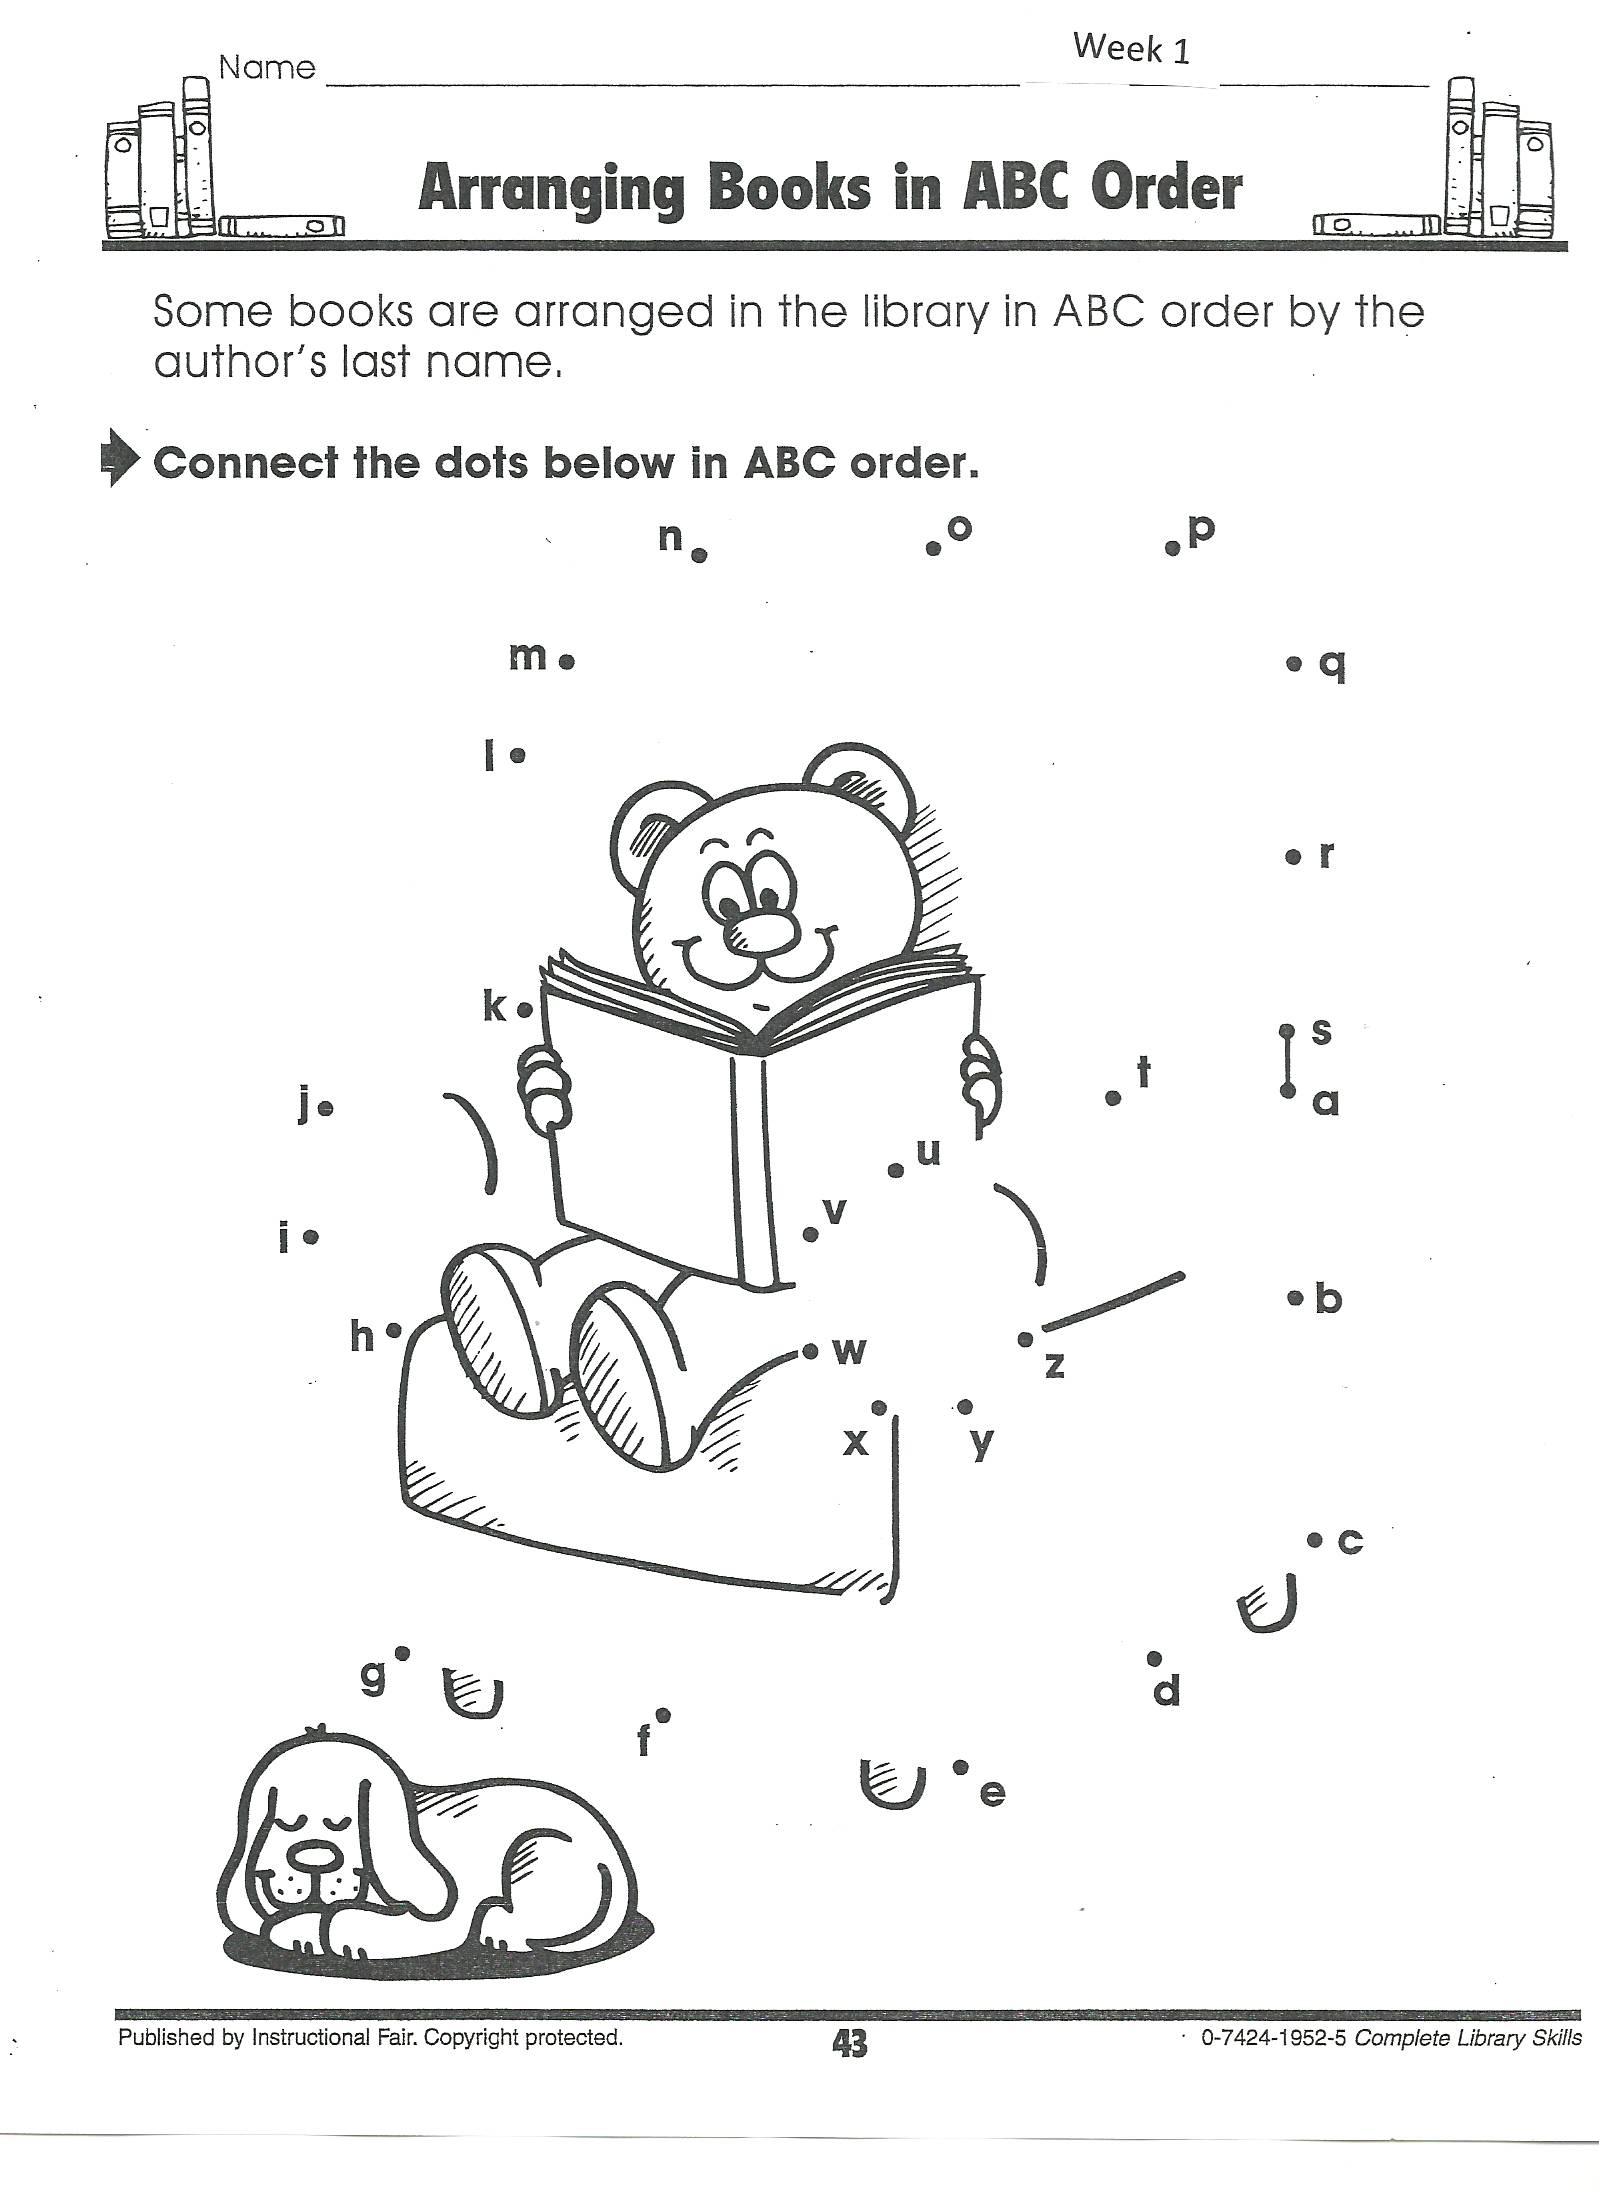 Name
Week 1
Arranging Books in ABC Order
Some books are arranged in the library in ABC order by the
author's last name.
Connect the dots below in ABC order.
n
o
p
m
q
l
r
k
s
t
j
a
u
v
i
b
h
w
z
x
y
c
g
d
f
e
Published by Instructional Fair. Copyright protected.
43
0-7424-1952-5 Complete Library Skills